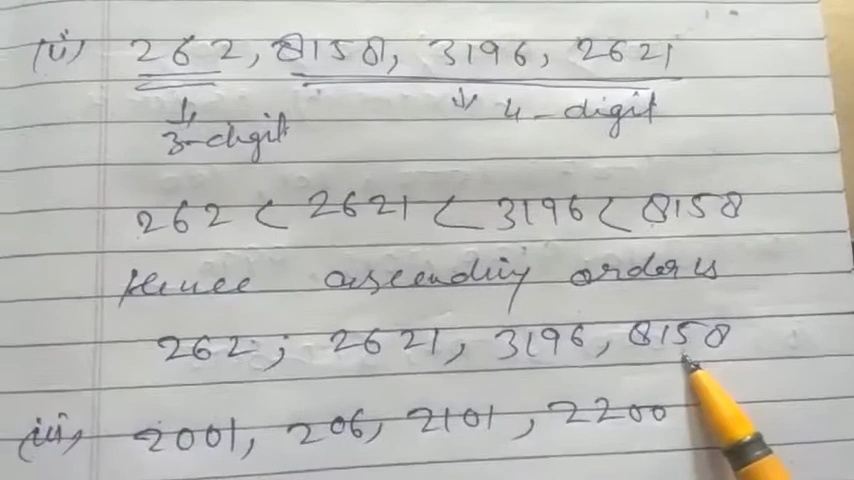 (ii) 262, 8158, 3196, 2621
3-digit 4-digit
262 < 2621 < 3196 < 8158
Hence ascending order is
262, 2621, 3196, 8158
(iii) 2001, 206, 2101, 2200